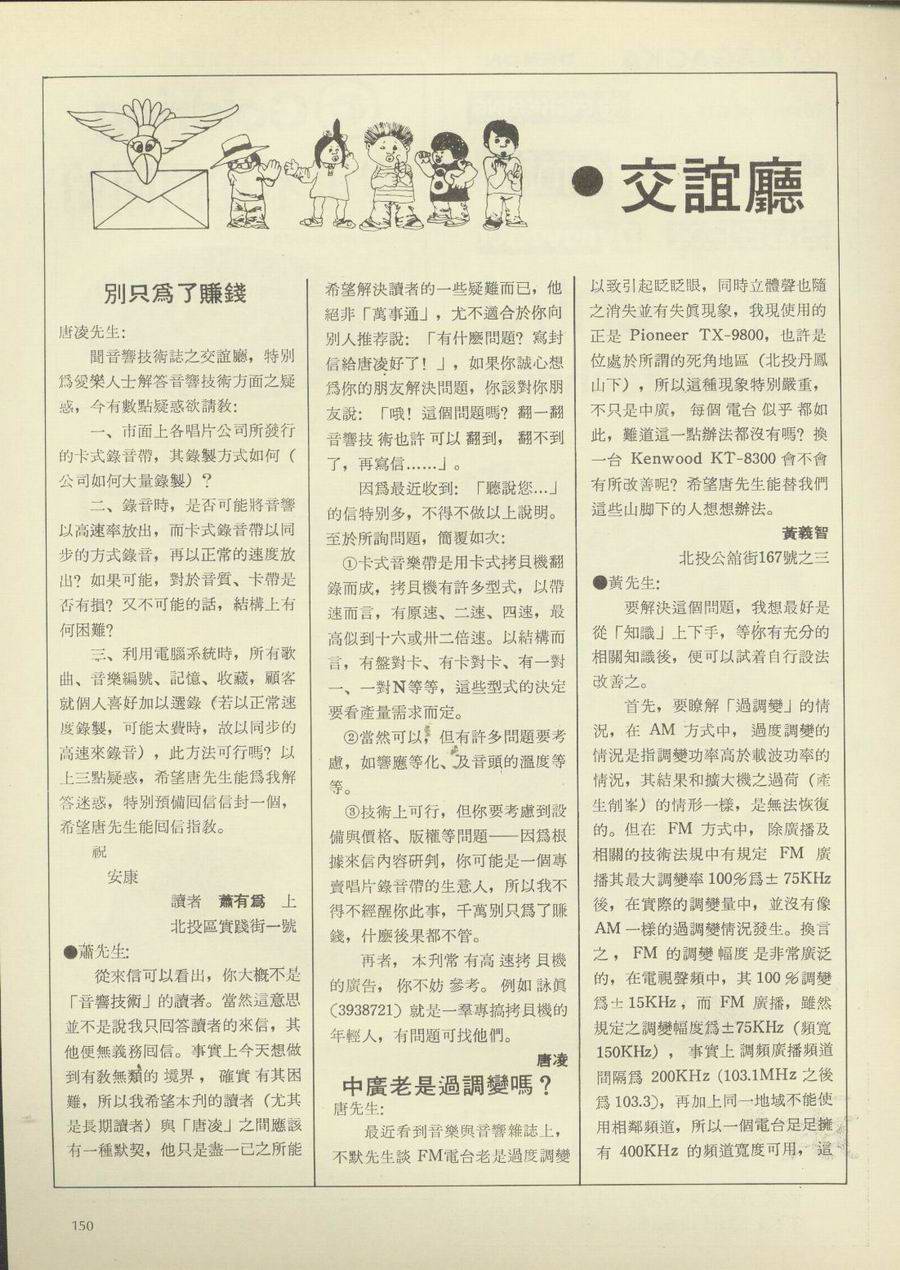 ●交誼廳
別只爲了賺錢
唐凌先生:
聞音響技術誌之交誼廳，特別
爲愛樂人士解答音響技術方面之疑
惑，今有數點疑惑欲請敎:
一、市面上各唱片公司所發行
的卡式錄音帶，其錄製方式如何（
公司如何大量錄製）?
二、錄音時，是否可能將音響
以高速率放出，而卡式錄音帶以同
步的方式錄音，再以正常的速度放
出? 如果可能，對於音質、卡帶是
否有損? 又不可能的話，結構上有
何困難?
三、利用電腦系統時，所有歌
曲、音樂編號、記憶、收藏，顧客
就個人喜好加以選錄（若以正常速
度錄製，可能太費時，故以同步的
高速來錄音），此方法可行嗎? 以
上三點疑惑，希望唐先生能爲我解
答迷惑，特別預備回信信封一個，
希望唐先生能回信指敎。
祝
安康
讀者　蕭有爲　上
北投區實踐街一號
●蕭先生:
從來信可以看出，你大槪不是
「音響技術」的讀者。當然這意思
並不是說我只回答讀者的來信，其
他便無義務回信。事實上今天想做
到有敎無類的 境界 ， 確實 有其困
難，所以我希望本刋的讀者（尤其
是長期讀者）與「唐凌」之間應該
有一種默契，他只是盡一己之所能
希望解決讀者的一些疑難而已，他
絕非「萬事通」，尤不適合於你向
別人推荐說: 「有什麼問題? 寫封
信給唐凌好了! 」，如果你誠心想
爲你的朋友解決問題，你該對你朋
友說: 「哦! 這個問題嗎? 翻一翻
音響技 術也許 可以 翻到， 翻不到
了，再寫信……」。
因爲最近收到: 「聽說您…」
的信特別多，不得不做以上說明。
至於所詢問題，簡覆如次:
①卡式音樂帶是用卡式拷貝機翻
錄而成，拷貝機有許多型式，以帶
速而言，有原速、二速、四速，最
高似到十六或卅二倍速。以結構而
言，有盤對卡、有卡對卡、有一對
一、一對N等等，這些型式的決定
要看產量需求而定。
②當然可以，但有許多問題要考
慮，如響應等化、及音頭的溫度等
等。
③技術上可行，但你要考慮到設
備與價格、版權等問題——因爲根
據來信內容研判，你可能是一個專
賣唱片錄音帶的生意人，所以我不
得不經醒你此事，千萬別只爲了賺
錢，什麼後果都不管。
再者， 本刋常 有高 速拷 貝機
的廣告， 你不妨 參考。 例如 詠眞
(3938721) 就是一羣專搞拷貝機的
年輕人，有問題可找他們。
唐凌
中廣老是過調變嗎？
唐先生:
最近看到音樂與音響雜誌上，
不默先生談 FM電台老是過度調變
以致引起眨眨眼，同時立體聲也隨
之消失並有失眞現象，我現使用的
正是 Pioneer TX-9800，也許是
位處於所謂的死角地區（北投丹鳳
山下），所以這種現象特別嚴重，
不只是中廣， 每個 電台 似乎 都如
此，難道這一點辦法都沒有嗎? 換
一台 Kenwood KT-8300 會不會
有所改善呢? 希望唐先生能替我們
這些山脚下的人想想辦法。
黃義智
北投公舘街167號之三
●黃先生:
要解決這個問題，我想最好是
從「知識」上下手，等你有充分的
相關知識後，便可以試着自行設法
改善之。
首先，要瞭解「過調變」的情
況，在 AM 方式中， 過度調變的
情況是指調變功率高於載波功率的
情況，其結果和擴大機之過荷（產
生削峯）的情形一樣，是無法恢復
的。但在 FM 方式中， 除廣播及
相關的技術法規中有規定 FM 廣
播其最大調變率100％爲± 75KHz
後，在實際的調變量中，並沒有像
AM一樣的過調變情況發生。換言
之 ， FM 的調變 幅度 是非常廣泛
的，在電視聲頻中，其 100 ％調變
爲±15KHz，而 FM 廣播，雖然
規定之調變幅度爲±75KHz（頻寬
150KHz）， 事實上 調頻廣播頻道
間隔爲 200KHz (103.1MHz 之後
爲 103.3)，再加上同一地域不能使
用相鄰頻道，所以一個電台足足擁
有 400KHz 的頻道寬度可用，這
150